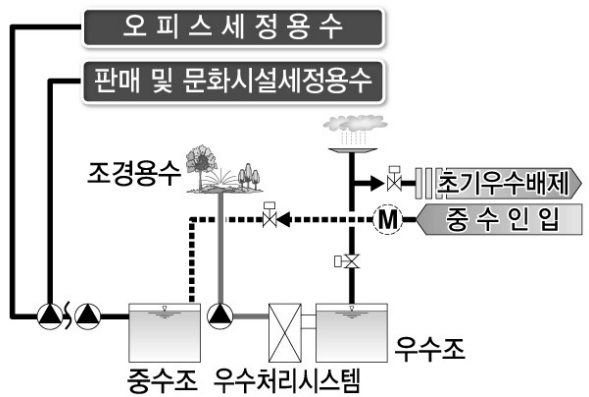 오 피 스 세 정 용 수
판매 및 문화시설세정용수
조경용수
초기우수배제
M
중 수 인 입
우수조
중수조
우수처리시스템